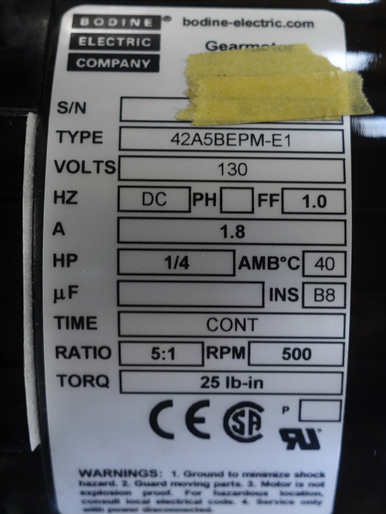 BODINE bodine-electric.com
ELECTRIC Gearmotor
COMPANY
S/N
TYPE 42A5BEPM-E1
VOLTS 130
HZ DC PH FF 1.0
A 1.8
HP 1/4 AMB°C 40
µF INS B8
TIME CONT
RATIO 5:1 RPM 500
TORQ 25 lb-in
CE SA P RU
WARNINGS: 1. Ground to minimize shock
hazard. 2. Guard moving parts. 3. Motor is not
explosion proof. For hazardous location,
consult local electrical code. 4. Service only
with power disconnected.